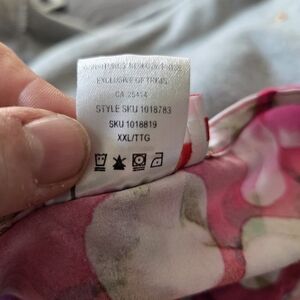 EXCLUSIVE OF TRIMS
CA 25454
STYLE SKU 1018783
SKU 1018819
XXL/TTG